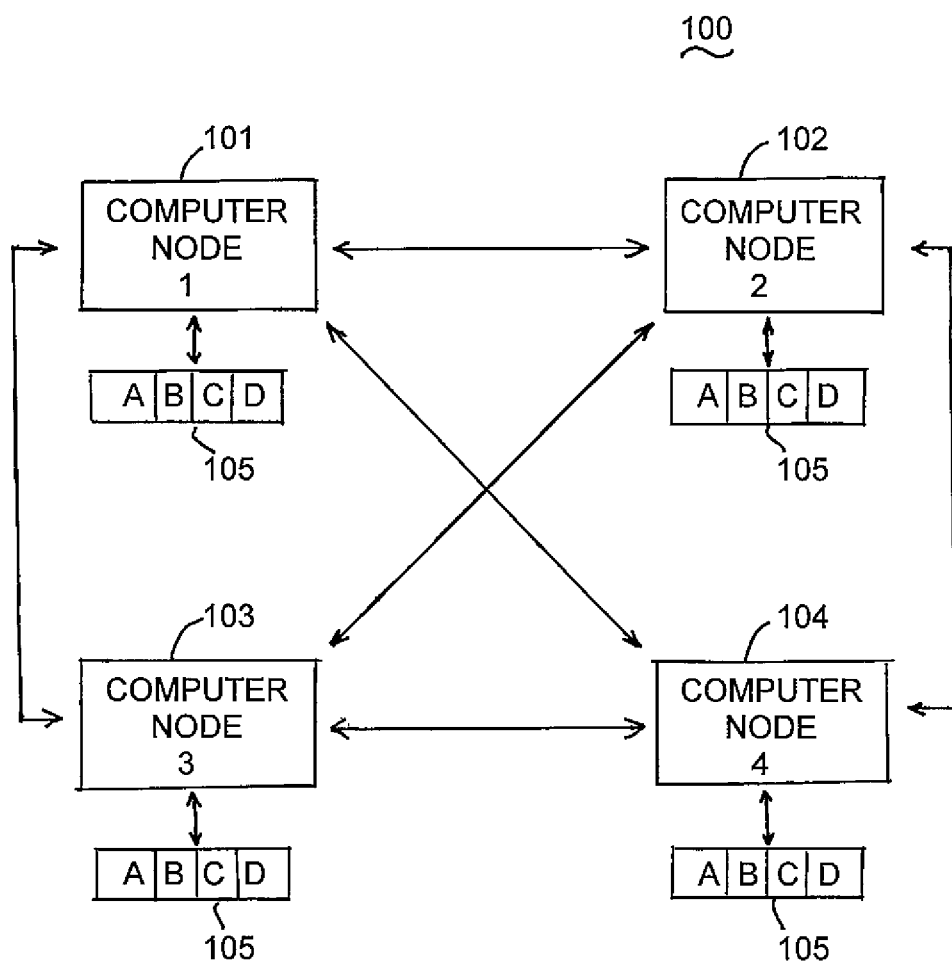 100
101
102
COMPUTER
NODE
1
COMPUTER
NODE
2
A B C D
A B C D
105
105
103
104
COMPUTER
NODE
3
COMPUTER
NODE
4
A B C D
A B C D
105
105